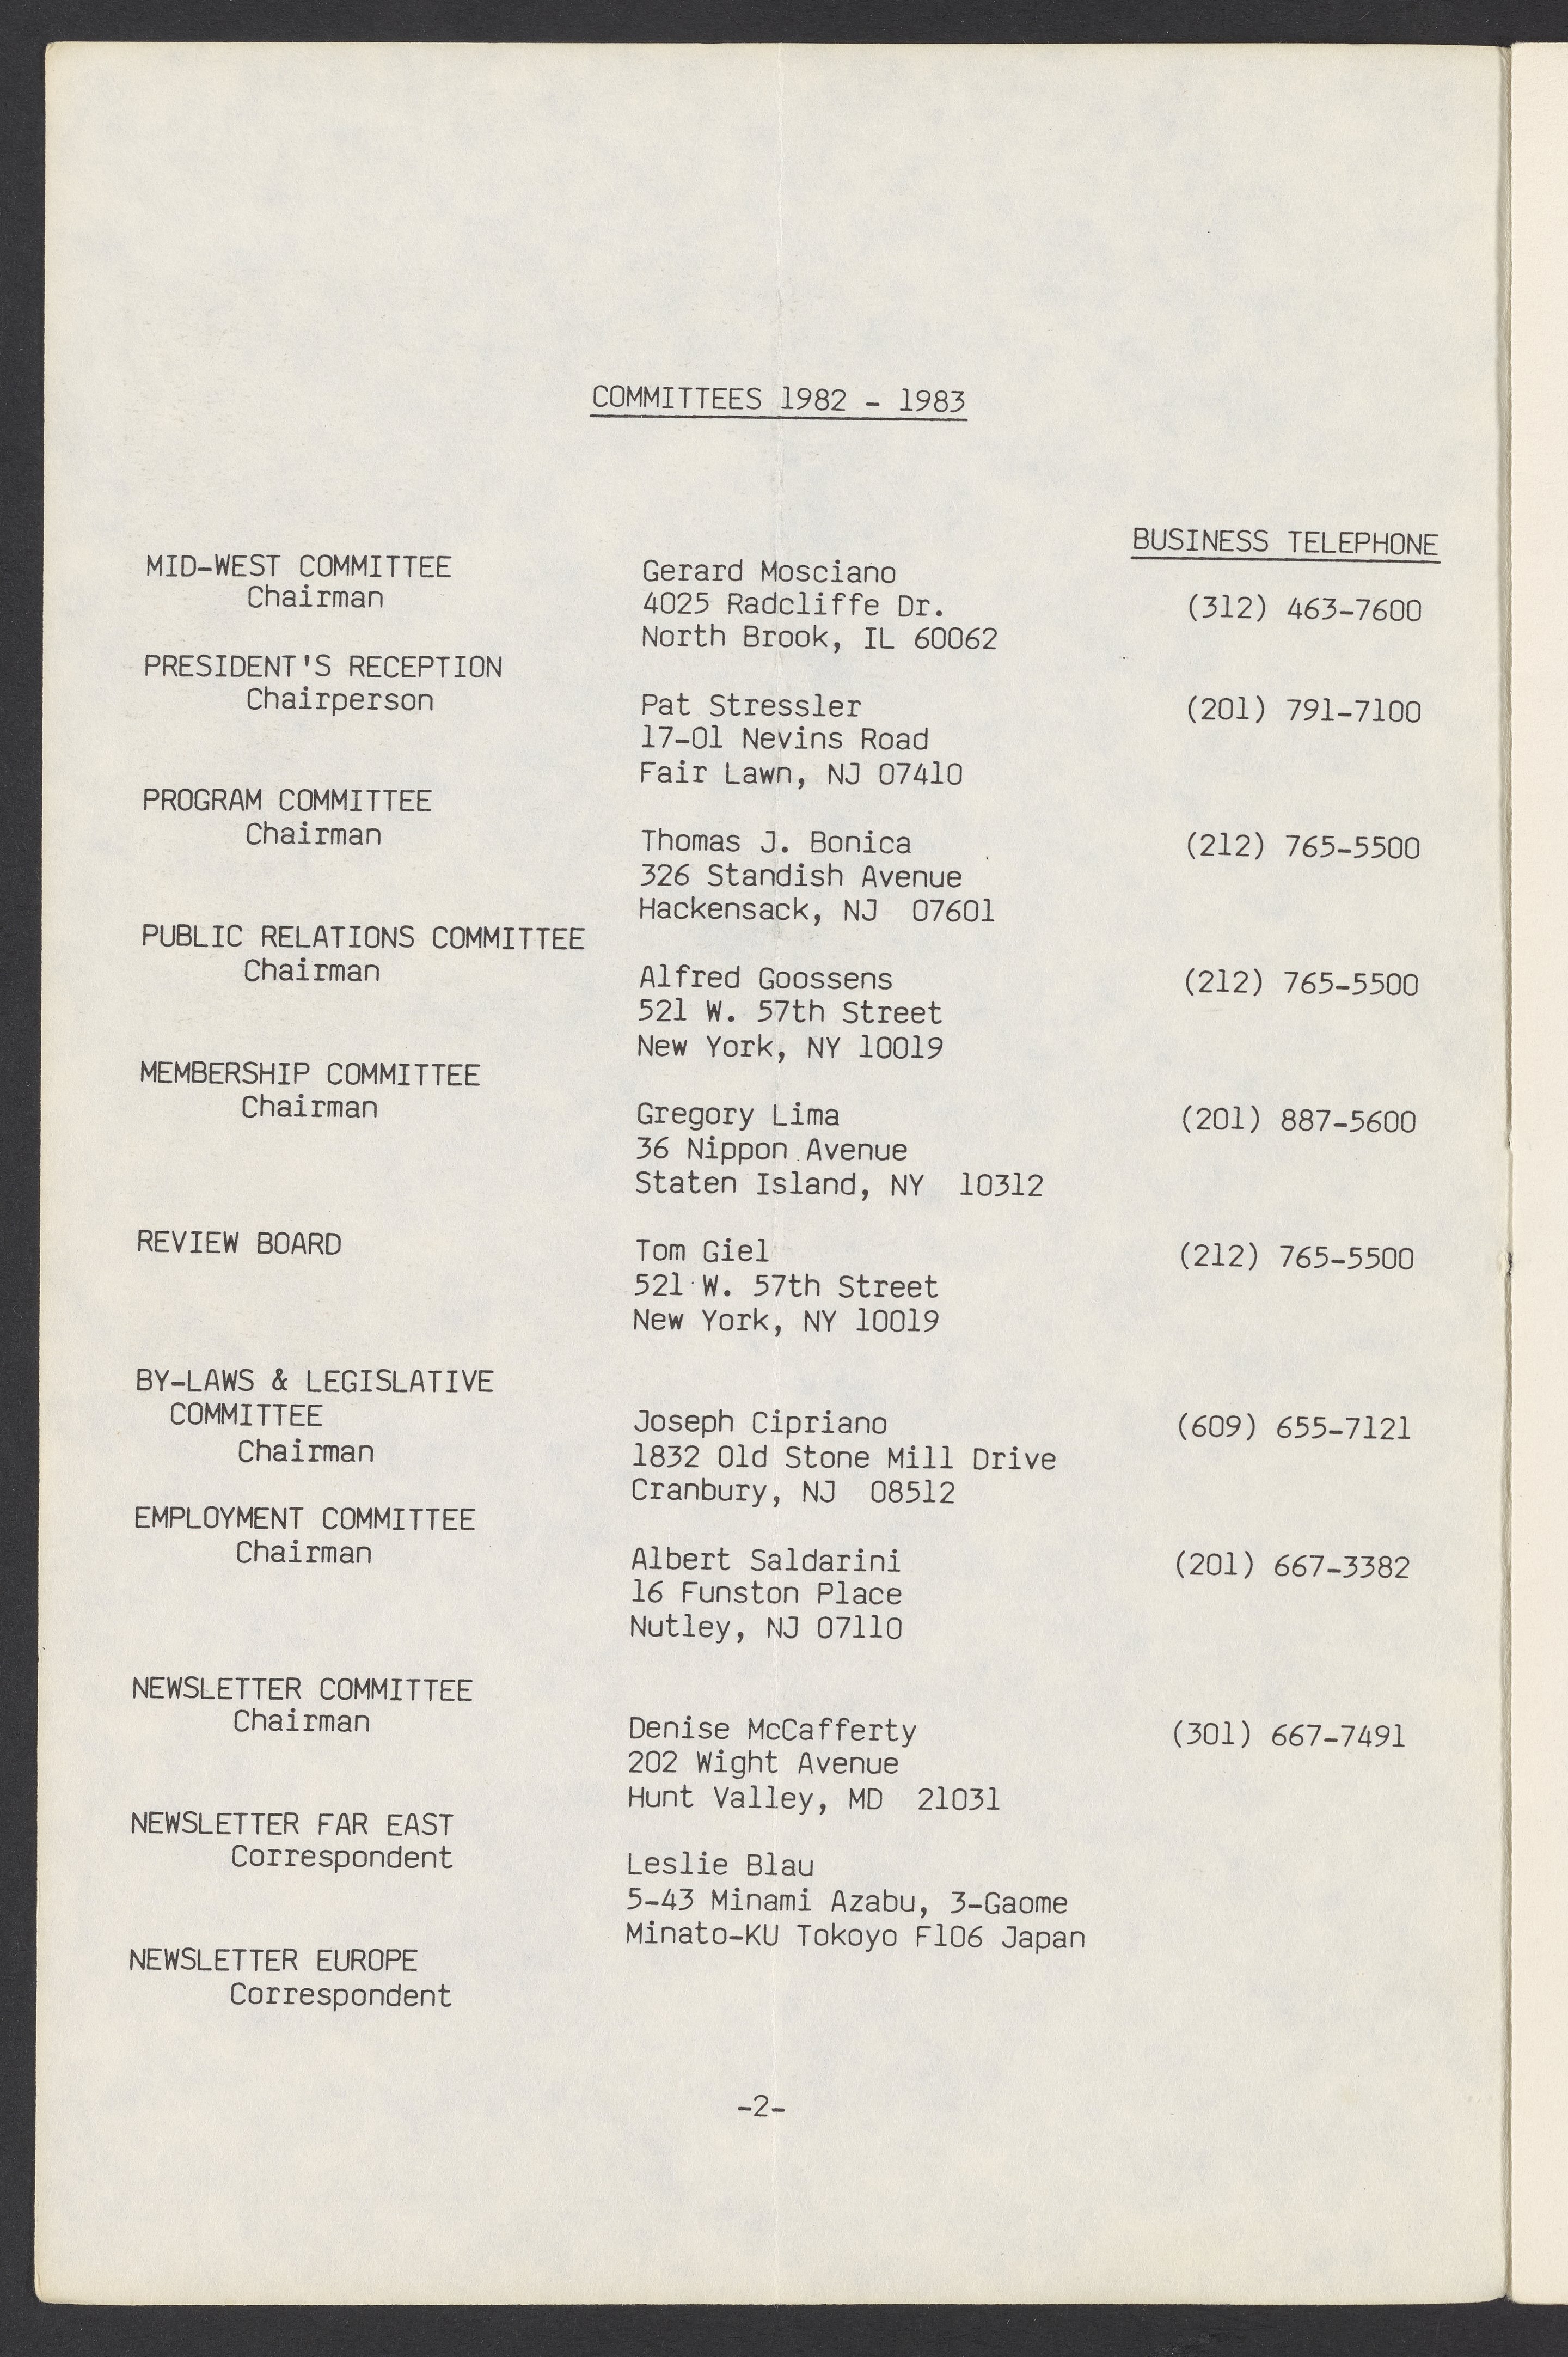 COMMITTEES 1982 - 1983
BUSINESS TELEPHONE
MID-WEST COMMITTEE
Chairman
Gerard Mosciano
4025 Radcliffe Dr.
North Brook, IL 60062
(312) 463-7600
PRESIDENT'S RECEPTION
Chairperson
Pat Stressler
17-01 Nevins Road
Fair Lawn, NJ 07410
(201) 791-7100
PROGRAM COMMITTEE
Chairman
Thomas J. Bonica
326 Standish Avenue
Hackensack, NJ 07601
(212) 765-5500
PUBLIC RELATIONS COMMITTEE
Chairman
Alfred Goossens
521 W. 57th Street
New York, NY 10019
(212) 765-5500
MEMBERSHIP COMMITTEE
Chairman
Gregory Lima
36 Nippon Avenue
Staten Island, NY 10312
(201) 887-5600
REVIEW BOARD
Tom Giel
521 W. 57th Street
New York, NY 10019
(212) 765-5500
BY-LAWS & LEGISLATIVE
COMMITTEE
Chairman
Joseph Cipriano
1832 Old Stone Mill Drive
Cranbury, NJ 08512
(609) 655-7121
EMPLOYMENT COMMITTEE
Chairman
Albert Saldarini
16 Funston Place
Nutley, NJ 07110
(201) 667-3382
NEWSLETTER COMMITTEE
Chairman
Denise McCafferty
202 Wight Avenue
Hunt Valley, MD 21031
(301) 667-7491
NEWSLETTER FAR EAST
Correspondent
Leslie Blau
5-43 Minami Azabu, 3-Gaome
Minato-KU Tokoyo F106 Japan
NEWSLETTER EUROPE
Correspondent
-2-